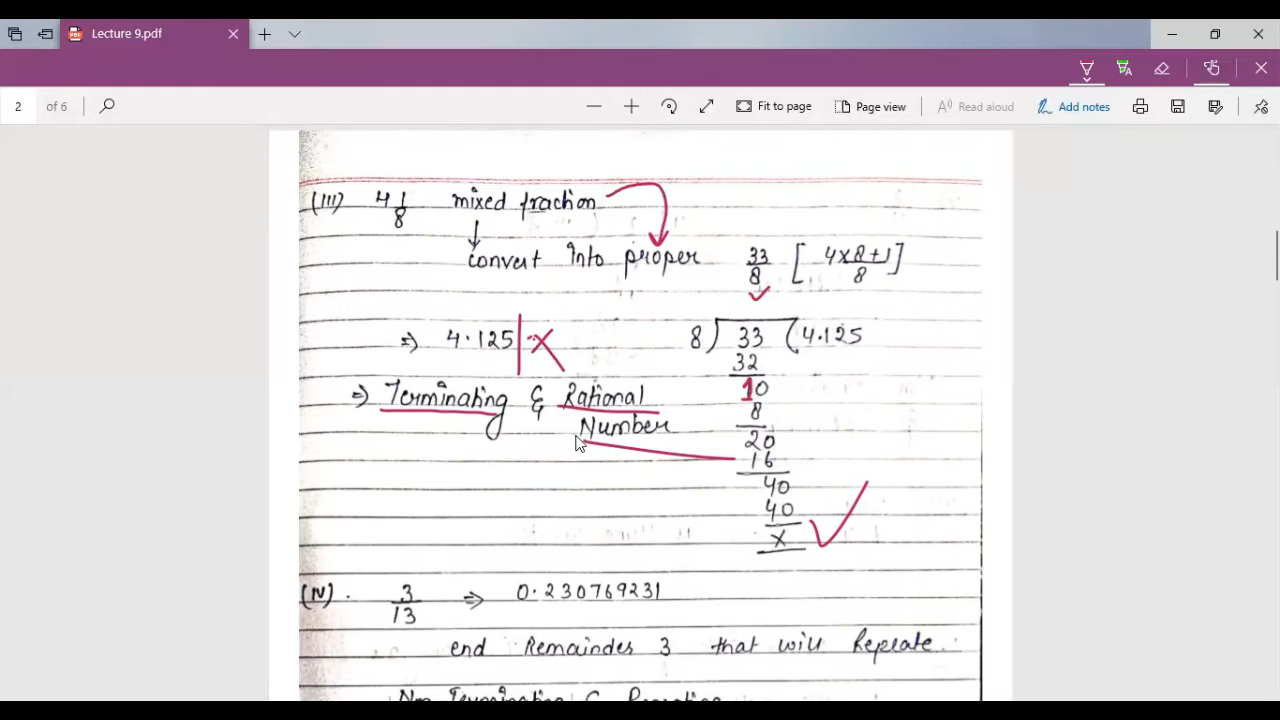 Lecture 9.pdf
2 of 6 Fit to page Page view Read aloud Add notes
(III) 4 1/8 mixed fraction
convert Into proper 33/8 [4x8+1/8]
⇒ 4.125 x 8) 33 (4.125
32
⇒ Terminating & Rational 10
Number 8
20
16
40
40
x
(IV). 3/13 ⇒ 0.230769231
end Remainder 3 that will Repeate.